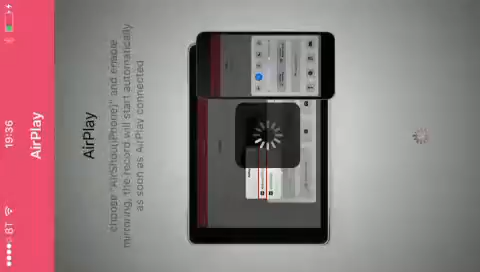 ●●●●○ BT 19:36
AirPlay
AirPlay
choose "AirShou(iPhone)" and enable
mirroring, the record will start automatically
as soon as AirPlay connected